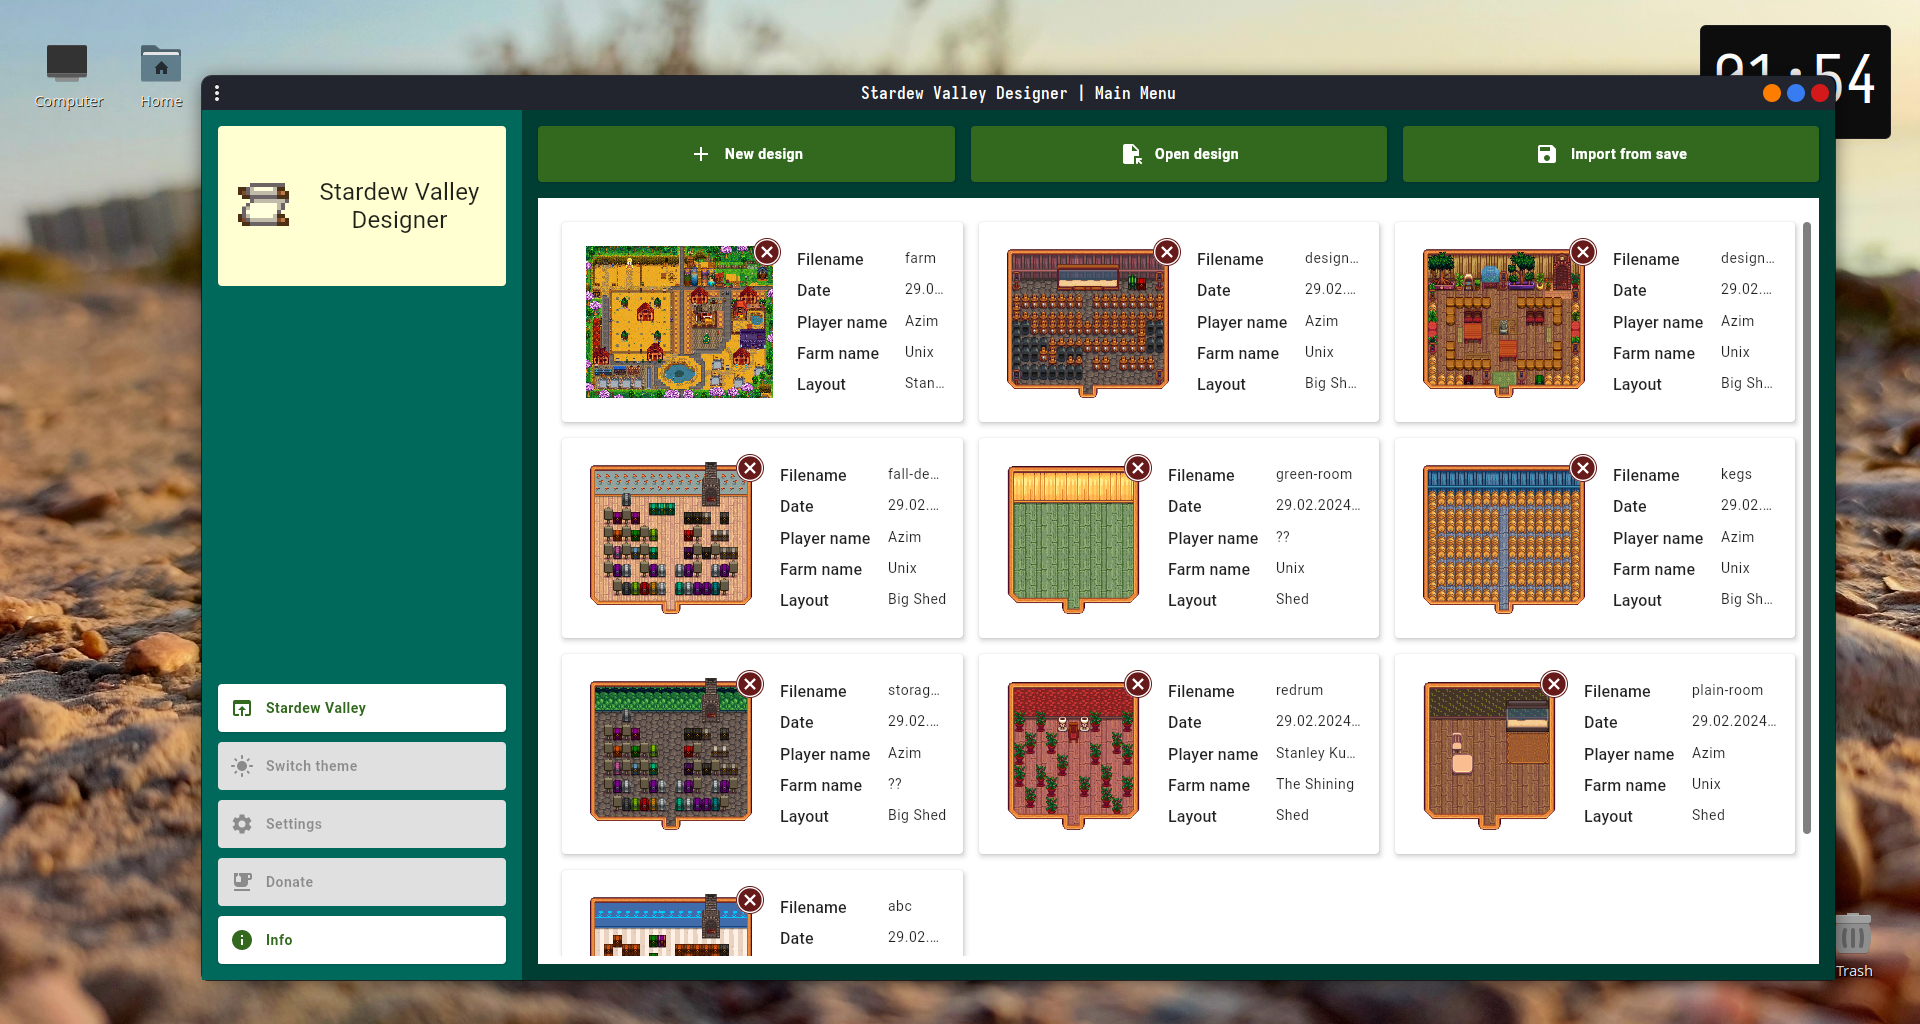 Computer
Home
01:54
Stardew Valley Designer | Main Menu
Stardew Valley
Designer
New design
Open design
Import from save
Filename farm
Date 29.0...
Player name Azim
Farm name Unix
Layout Stan...
Filename design...
Date 29.02....
Player name Azim
Farm name Unix
Layout Big Sh...
Filename design...
Date 29.02....
Player name Azim
Farm name Unix
Layout Big Sh...
Filename fall-de...
Date 29.02....
Player name Azim
Farm name Unix
Layout Big Shed
Filename green-room
Date 29.02.2024...
Player name ??
Farm name Unix
Layout Shed
Filename kegs
Date 29.02....
Player name Azim
Farm name Unix
Layout Big Sh...
Filename storag...
Date 29.02....
Player name Azim
Farm name ??
Layout Big Shed
Filename redrum
Date 29.02.2024...
Player name Stanley Ku...
Farm name The Shining
Layout Shed
Filename plain-room
Date 29.02.2024...
Player name Azim
Farm name Unix
Layout Shed
Filename abc
Date 29.02....
Stardew Valley
Switch theme
Settings
Donate
Info
Trash